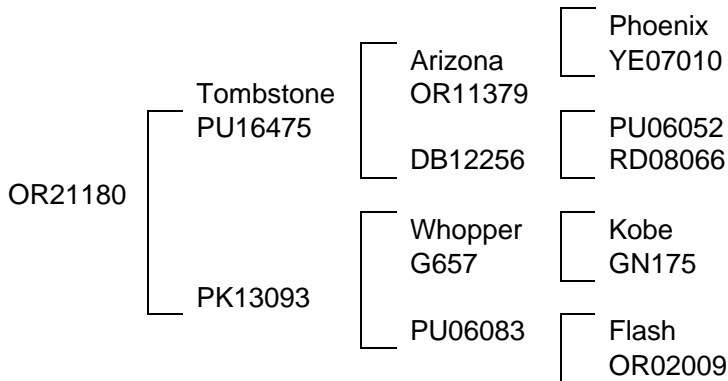 OR21180
Tombstone
PU16475
PK13093
Arizona
OR11379
DB12256
Whopper
G657
PU06083
Phoenix
YE07010
PU06052
RD08066
Kobe
GN175
Flash
OR02009